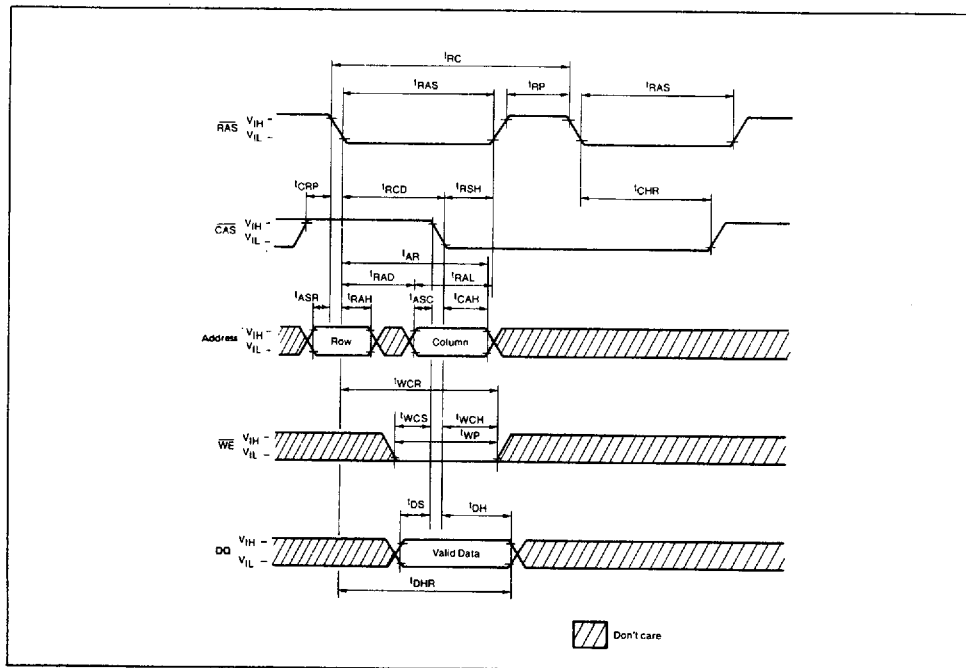 tRC
tRAS tRP tRAS
RAS VIH
VIL
tCRP tRCD tRSH tCHR
CAS VIH
VIL
tAR
tRAD tRAL
tASR tRAH tASC tCAH
Address VIH
VIL
Row Column
tWCR
tWCS tWCH
tWP
WE VIH
VIL
tDS tDH
DQ VIH
VIL
Valid Data
tDHR
Don't care